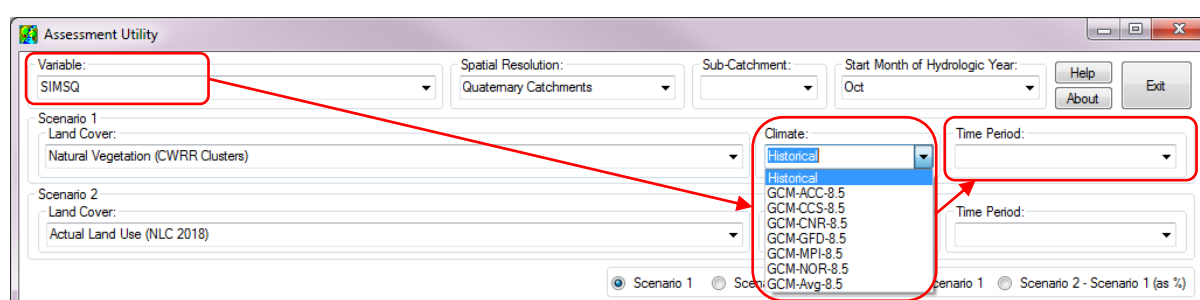 Assessment Utility
Variable:
SIMSQ
Spatial Resolution:
Quaternary Catchments
Sub-Catchment:
Start Month of Hydrologic Year:
Oct
Help
About
Exit
Scenario 1
Land Cover:
Natural Vegetation (CWRR Clusters)
Climate:
Historical
Time Period:
Historical
GCM-ACC-8.5
GCM-CCS-8.5
GCM-CNR-8.5
GCM-GFD-8.5
GCM-MPI-8.5
GCM-NOR-8.5
GCM-Avg-8.5
Scenario 2
Land Cover:
Actual Land Use (NLC 2018)
Time Period:
Scenario 1
Scenario 1
Scenario 2 - Scenario 1 (as %)